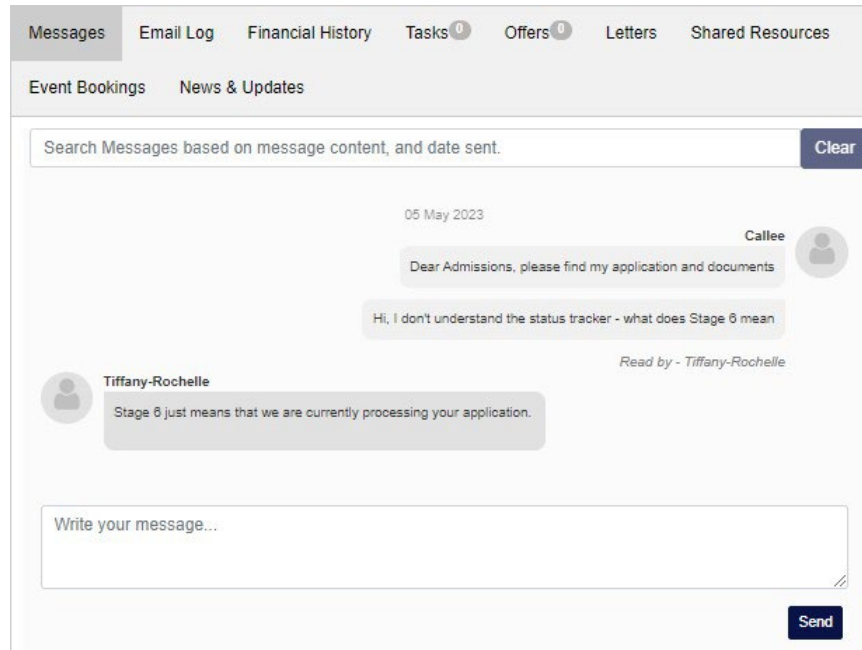 Messages Email Log Financial History Tasks 0 Offers 0 Letters Shared Resources
Event Bookings News & Updates
Search Messages based on message content, and date sent. Clear
05 May 2023
Callee
Dear Admissions, please find my application and documents
Hi, I don't understand the status tracker - what does Stage 6 mean
Read by - Tiffany-Rochelle
Tiffany-Rochelle
Stage 6 just means that we are currently processing your application.
Write your message...
Send